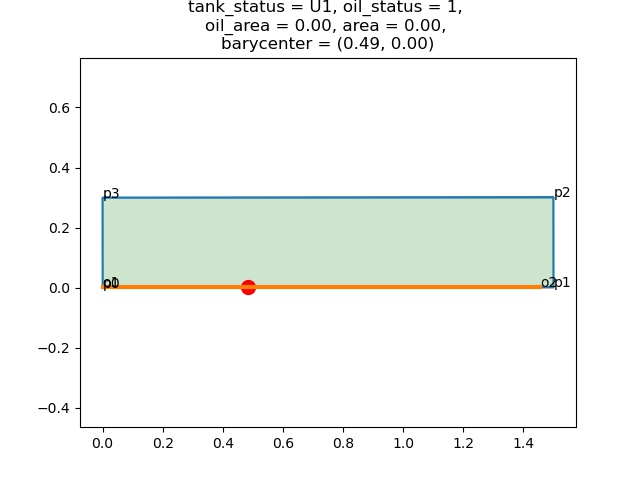 tank_status = U1, oil_status = 1,
oil_area = 0.00, area = 0.00,
barycenter = (0.49, 0.00)
0.6
0.4
0.2
0.0
−0.2
−0.4
p3
p2
o2
p1
0.0
0.2
0.4
0.6
0.8
1.0
1.2
1.4